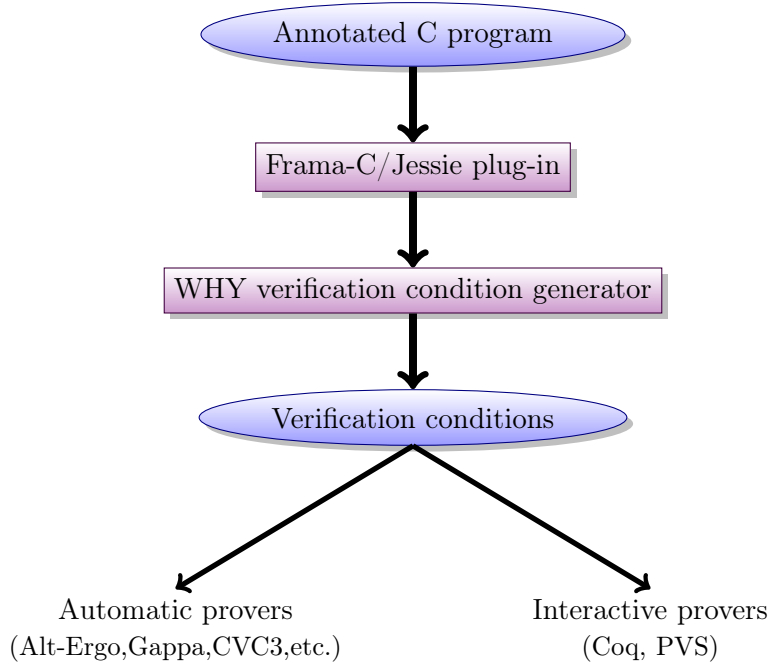 Annotated C program
Frama-C/Jessie plug-in
WHY verification condition generator
Verification conditions
Automatic provers
(Alt-Ergo,Gappa,CVC3,etc.)
Interactive provers
(Coq, PVS)